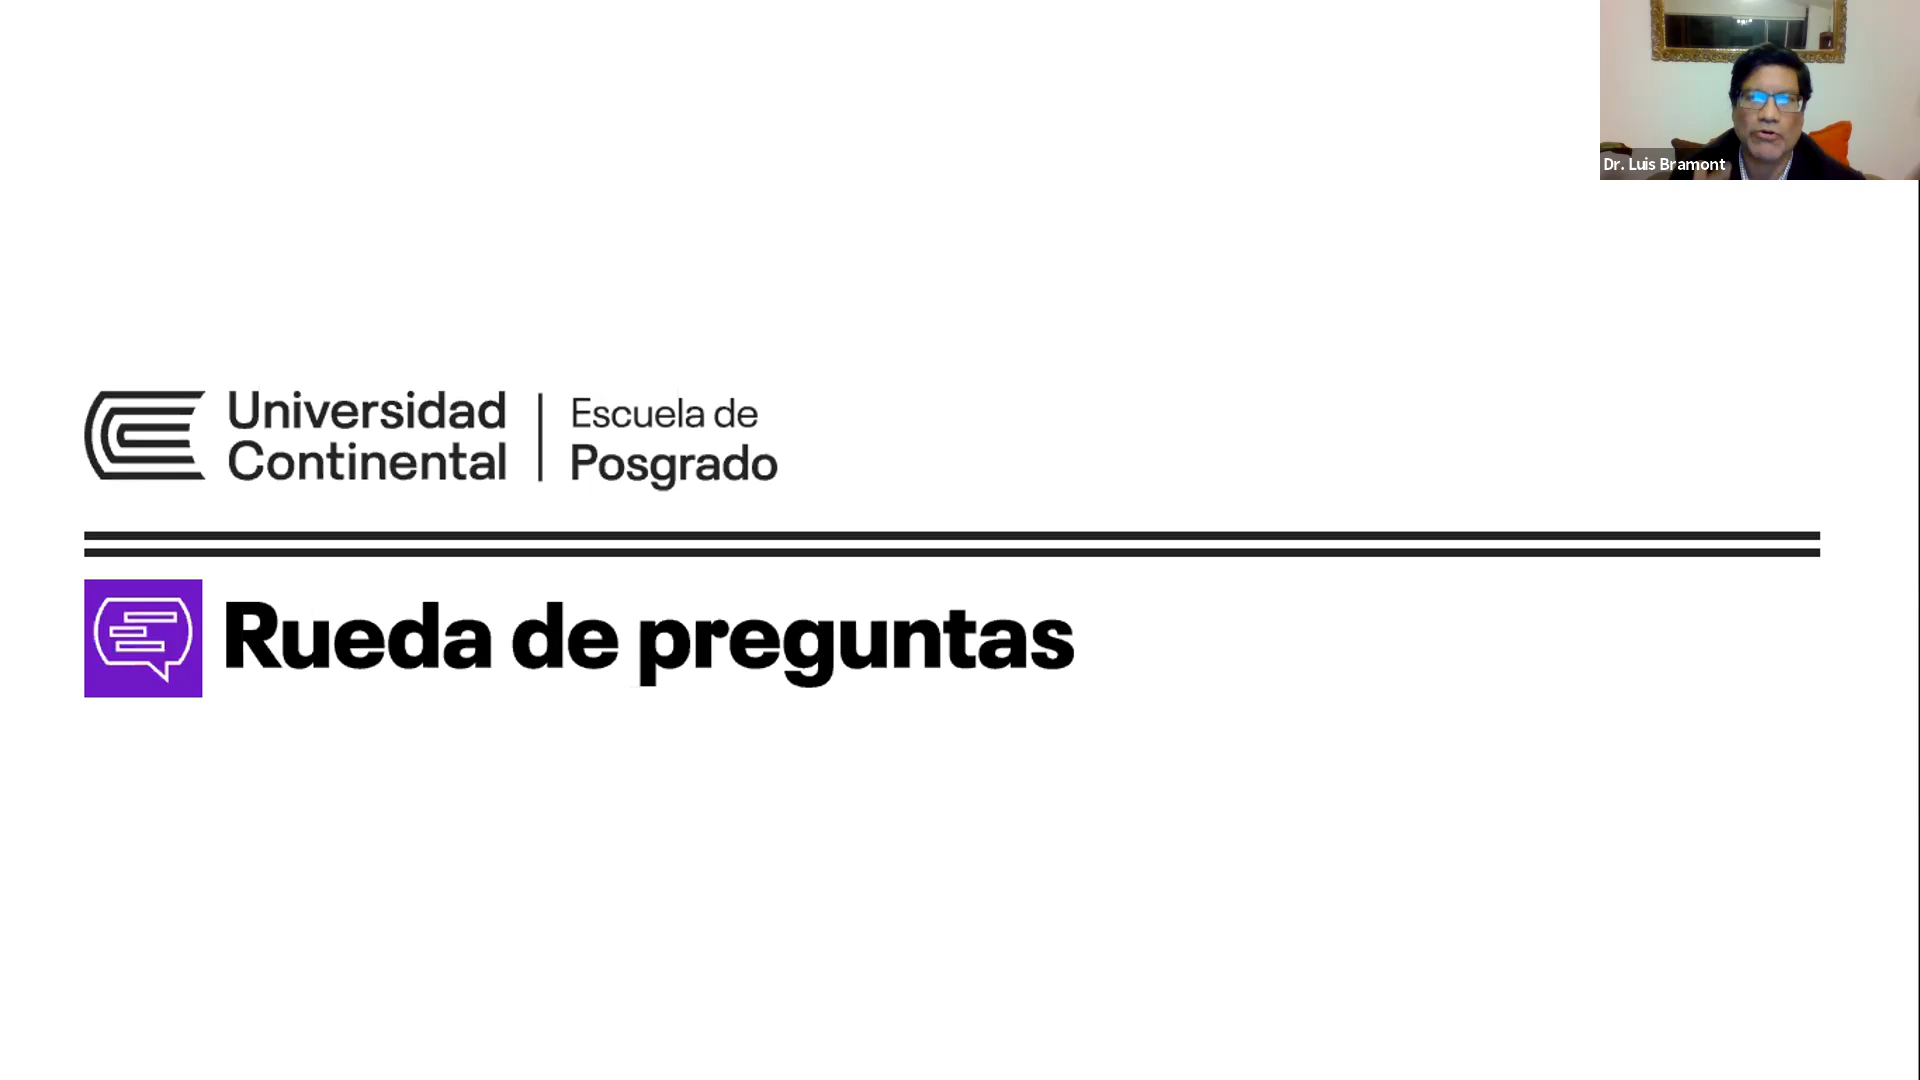 Dr. Luis Bramont
Universidad
Continental
Escuela de
Posgrado
Rueda de preguntas